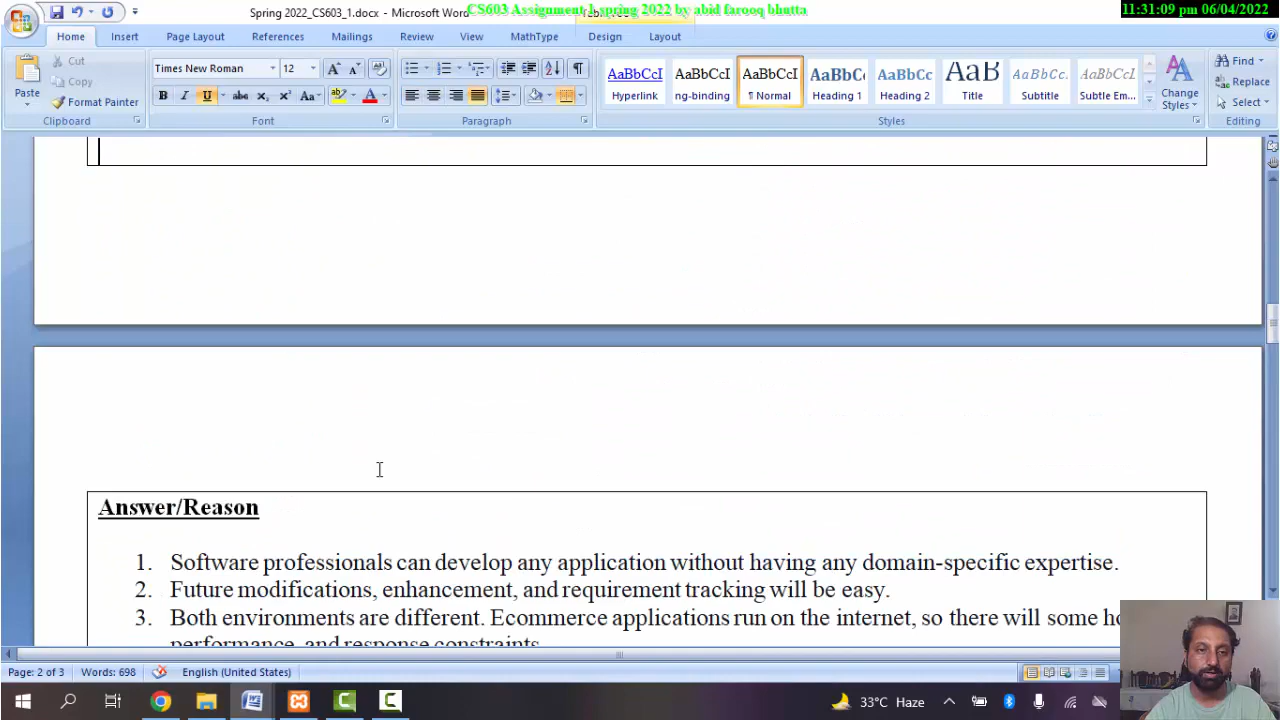 Spring 2022_CS603_1.docx - Microsoft Word
CS603 Assignment 1 spring 2022 by abid farooq bhutta
11:31:09 pm 06/04/2022
Home Insert Page Layout References Mailings Review View MathType Design Layout
Cut
Copy
Format Painter
Paste
Clipboard
Times New Roman 12
Font
Paragraph
AaBbCcI AaBbCcI AaBbCcI AaBbCc AaBbCc AaB AaBbCc. AaBbCcI
Hyperlink ng-binding ¶ Normal Heading 1 Heading 2 Title Subtitle Subtle Em...
Styles
Change
Styles
Find
Replace
Select
Editing
Answer/Reason
1. Software professionals can develop any application without having any domain-specific expertise.
2. Future modifications, enhancement, and requirement tracking will be easy.
3. Both environments are different. Ecommerce applications run on the internet, so there will some
performance, and response constraints.
Page: 2 of 3 Words: 698 English (United States)
33°C Haze